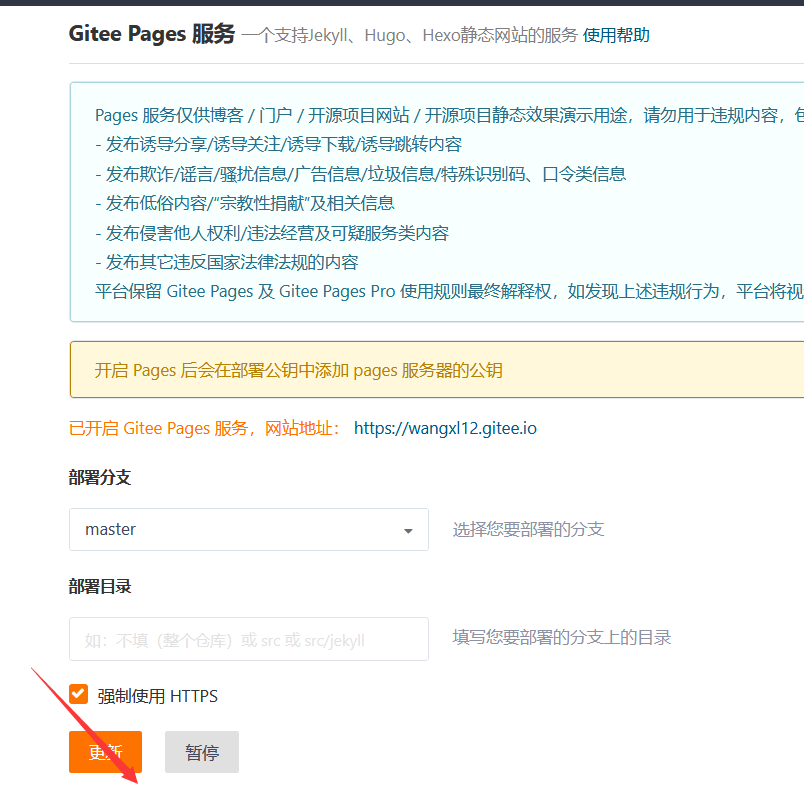 Gitee Pages 服务 一个支持Jekyll、Hugo、Hexo静态网站的服务 使用帮助
Pages 服务仅供博客 / 门户 / 开源项目网站 / 开源项目静态效果演示用途，请勿用于违规内容，包
- 发布诱导分享/诱导关注/诱导下载/诱导跳转内容
- 发布欺诈/谣言/骚扰信息/广告信息/垃圾信息/特殊识别码、口令类信息
- 发布低俗内容/“宗教性捐献”及相关信息
- 发布侵害他人权利/违法经营及可疑服务类内容
- 发布其它违反国家法律法规的内容
平台保留 Gitee Pages 及 Gitee Pages Pro 使用规则最终解释权，如发现上述违规行为，平台将视
开启 Pages 后会在部署公钥中添加 pages 服务器的公钥
已开启 Gitee Pages 服务，网站地址： https://wangxl12.gitee.io
部署分支
master 选择您要部署的分支
部署目录
如：不填（整个仓库）或 src 或 src/jekyll 填写您要部署的分支上的目录
强制使用 HTTPS
更新 暂停